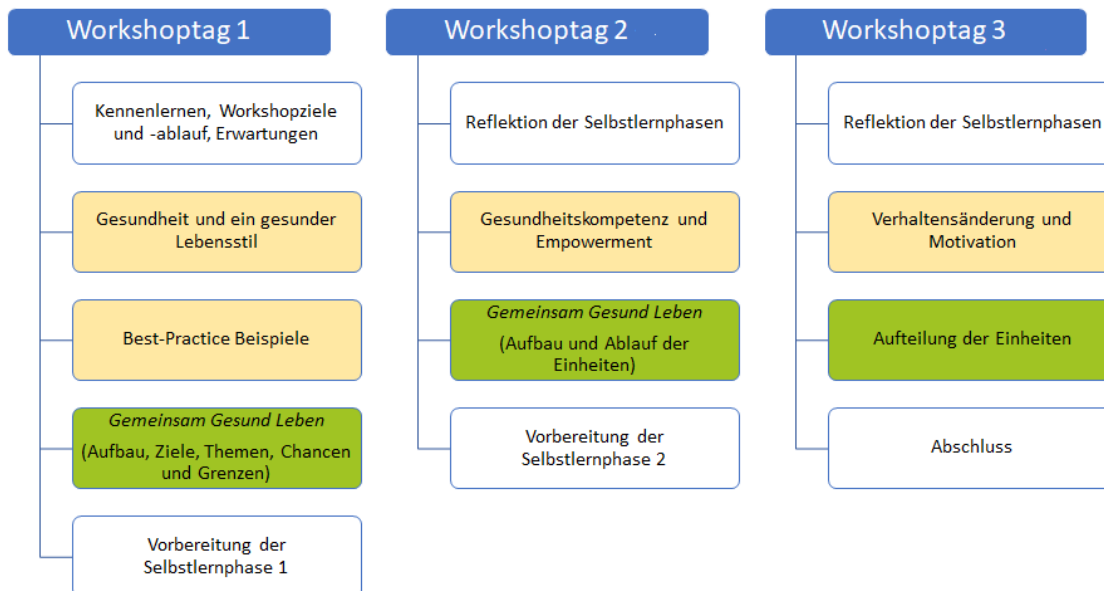 Workshoptag 1
Kennenlernen, Workshopziele
und -ablauf, Erwartungen
Gesundheit und ein gesunder
Lebensstil
Best-Practice Beispiele
Gemeinsam Gesund Leben
(Aufbau, Ziele, Themen, Chancen
und Grenzen)
Vorbereitung der
Selbstlernphase 1
Workshoptag 2
Reflektion der Selbstlernphasen
Gesundheitskompetenz und
Empowerment
Gemeinsam Gesund Leben
(Aufbau und Ablauf der
Einheiten)
Vorbereitung der
Selbstlernphase 2
Workshoptag 3
Reflektion der Selbstlernphasen
Verhaltensänderung und
Motivation
Aufteilung der Einheiten
Abschluss